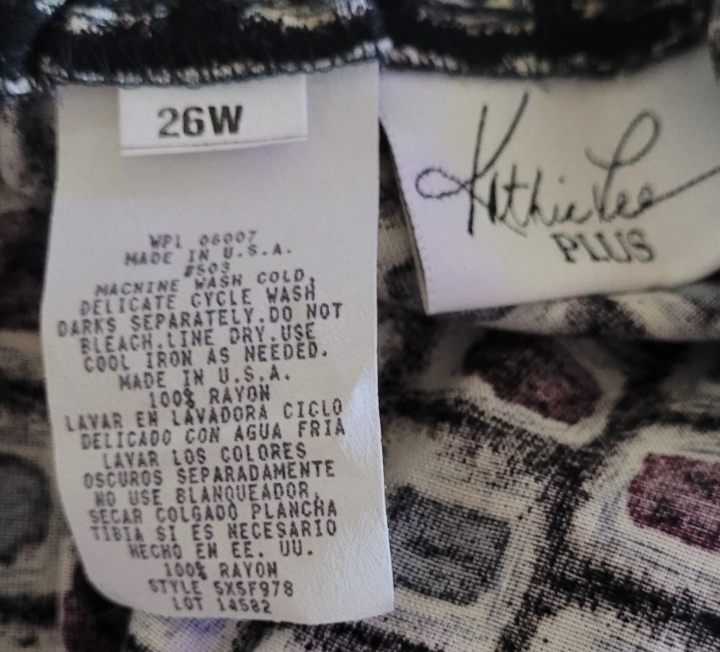 26W
WPL 06007
MADE IN U.S.A.
#503
MACHINE WASH COLD,
DELICATE CYCLE WASH
DARKS SEPARATELY.DO NOT
BLEACH.LINE DRY.USE
COOL IRON AS NEEDED.
MADE IN U.S.A.
100% RAYON
LAVAR EN LAVADORA CICLO
DELICADO CON AGUA FRIA
LAVAR LOS COLORES
OSCUROS SEPARADAMENTE
NO USE BLANQUEADOR,
SECAR COLGADO PLANCHA
TIBIA SI ES NECESARIO
HECHO EN EE. UU.
100% RAYON
STYLE 5X5F978
LOT 14582
Kathie Lee
PLUS